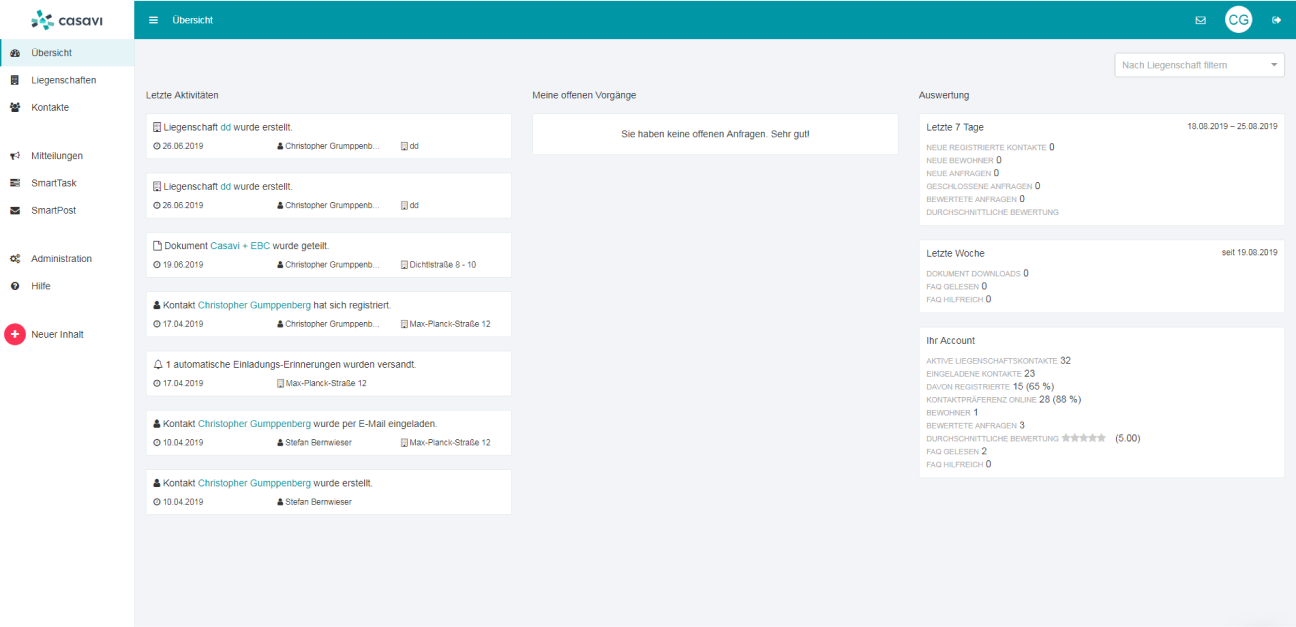 casavi
Übersicht
CG
Übersicht
Liegenschaften
Kontakte
Mitteilungen
SmartTask
SmartPost
Administration
Hilfe
Neuer Inhalt
Nach Liegenschaft filtern
Letzte Aktivitäten
Liegenschaft dd wurde erstellt.
26.06.2019 Christopher Grumppenb... dd
Liegenschaft dd wurde erstellt.
26.06.2019 Christopher Grumppenb... dd
Dokument Casavi + EBC wurde geteilt.
19.06.2019 Christopher Grumppenb... Dichtlstraße 8 - 10
Kontakt Christopher Gumppenberg hat sich registriert.
17.04.2019 Christopher Grumppenb... Max-Planck-Straße 12
1 automatische Einladungs-Erinnerungen wurden versandt.
17.04.2019 Max-Planck-Straße 12
Kontakt Christopher Gumppenberg wurde per E-Mail eingeladen.
10.04.2019 Stefan Bernwieser Max-Planck-Straße 12
Kontakt Christopher Gumppenberg wurde erstellt.
10.04.2019 Stefan Bernwieser
Meine offenen Vorgänge
Sie haben keine offenen Anfragen. Sehr gut!
Auswertung
Letzte 7 Tage 18.08.2019 – 25.08.2019
NEUE REGISTRIERTE KONTAKTE 0
NEUE BEWOHNER 0
NEUE ANFRAGEN 0
GESCHLOSSENE ANFRAGEN 0
BEWERTETE ANFRAGEN 0
DURCHSCHNITTLICHE BEWERTUNG
Letzte Woche seit 19.08.2019
DOKUMENT DOWNLOADS 0
FAQ GELESEN 0
FAQ HILFREICH 0
Ihr Account
AKTIVE LIEGENSCHAFTSKONTAKTE 32
EINGELADENE KONTAKTE 23
DAVON REGISTRIERTE 15 (65 %)
KONTAKTPRÄFERENZ ONLINE 28 (88 %)
BEWOHNER 1
BEWERTETE ANFRAGEN 3
DURCHSCHNITTLICHE BEWERTUNG ★★★★★ (5.00)
FAQ GELESEN 2
FAQ HILFREICH 0